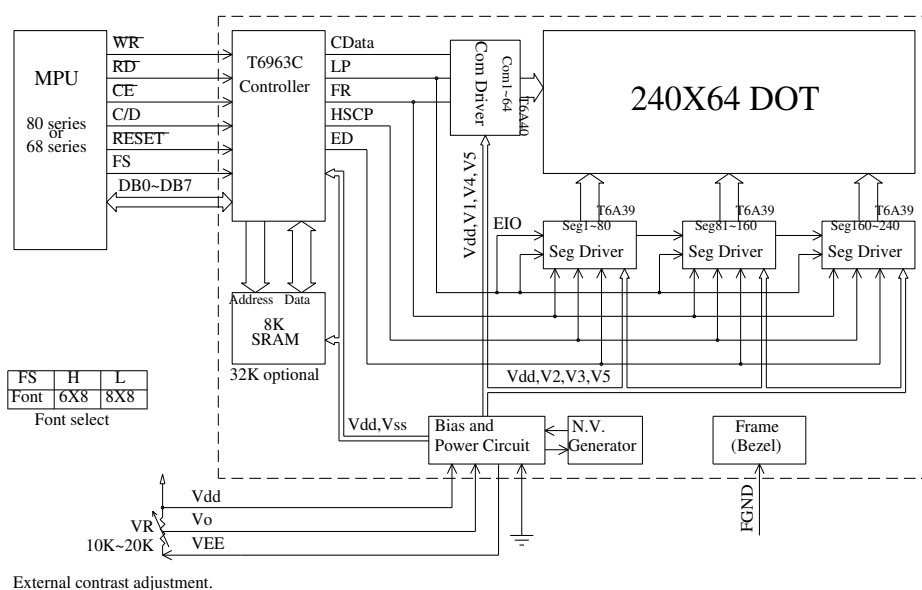 MPU
80 series
or
68 series
WR
RD
CE
C/D
RESET
FS
DB0~DB7
T6963C
Controller
CData
LP
FR
HSCP
ED
Com Driver
Com1~64
T6A40
240X64 DOT
Vdd,V1,V4,V5
EIO
T6A39
Seg1~80
Seg Driver
T6A39
Seg81~160
Seg Driver
T6A39
Seg160~240
Seg Driver
Address
Data
8K
SRAM
32K optional
FS H L
Font 6X8 8X8
Font select
Vdd,V2,V3,V5
Vdd,Vss
Bias and
Power Circuit
N.V.
Generator
Frame
(Bezel)
FGND
Vdd
Vo
VEE
VR
10K~20K
External contrast adjustment.